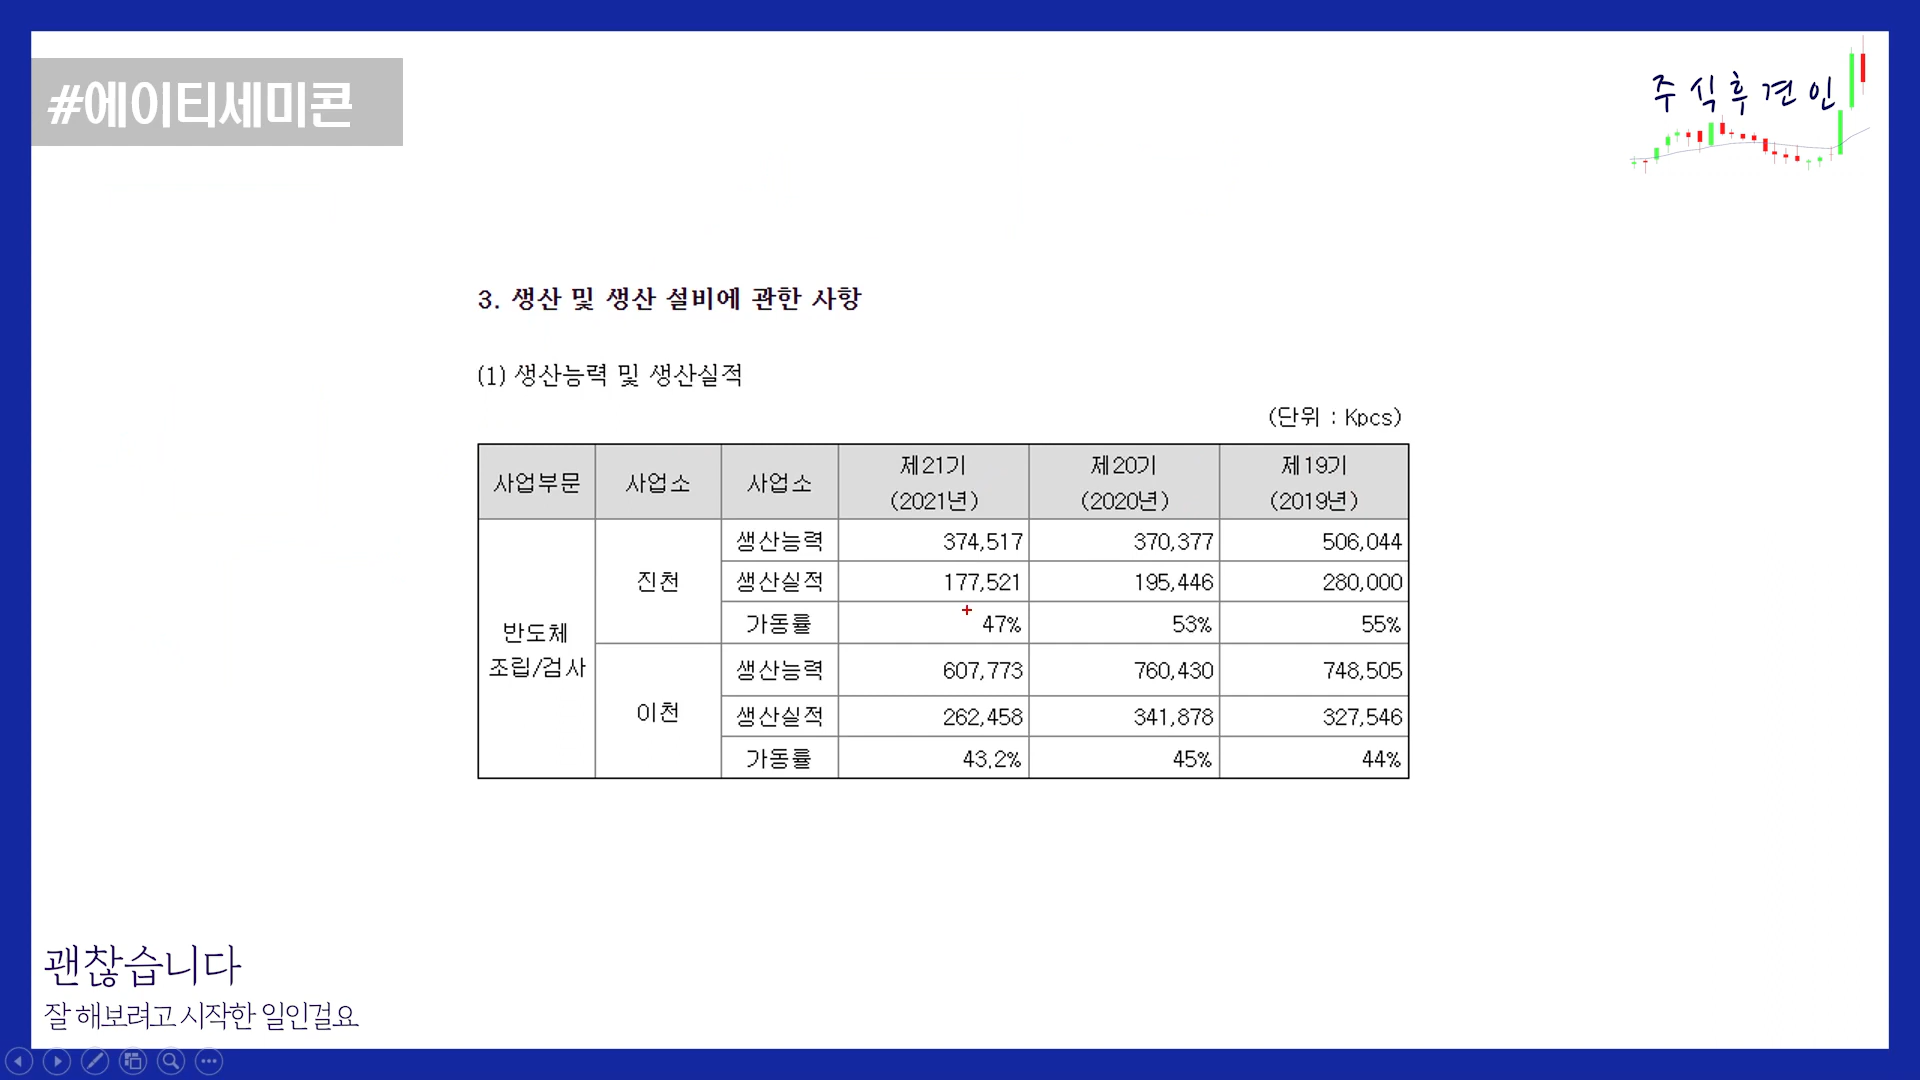 #에이티세미콘
주식후견인
3. 생산 및 생산 설비에 관한 사항
(1) 생산능력 및 생산실적
(단위 : Kpcs)
사업부문 사업소 사업소 제21기 (2021년) 제20기 (2020년) 제19기 (2019년)
반도체 조립/검사 진천 생산능력 374,517 370,377 506,044
생산실적 177,521 195,446 280,000
가동률 47% 53% 55%
이천 생산능력 607,773 760,430 748,505
생산실적 262,458 341,878 327,546
가동률 43.2% 45% 44%
괜찮습니다
잘 해보려고 시작한 일인걸요